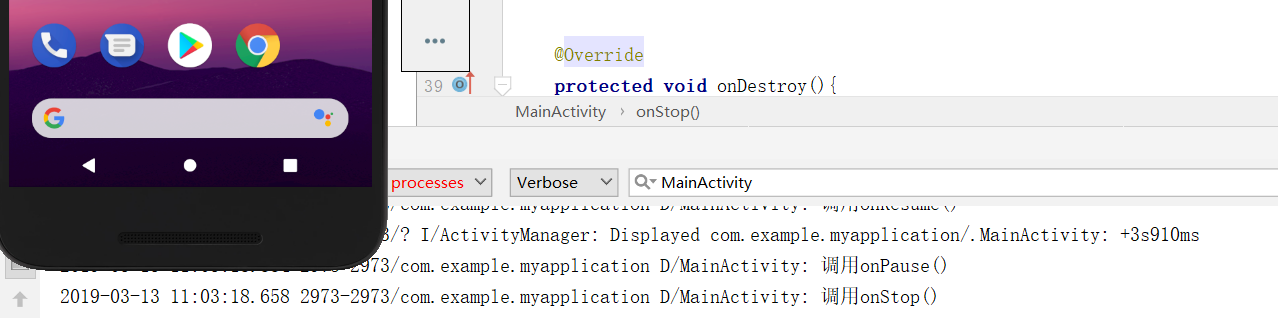 @Override
39
protected void onDestroy(){
MainActivity › onStop()
processes
Verbose
MainActivity
/com.example.myapplication D/MainActivity: 调用onResume()
3/? I/ActivityManager: Displayed com.example.myapplication/.MainActivity: +3s910ms
2973-2973/com.example.myapplication D/MainActivity: 调用onPause()
2019-03-13 11:03:18.658 2973-2973/com.example.myapplication D/MainActivity: 调用onStop()